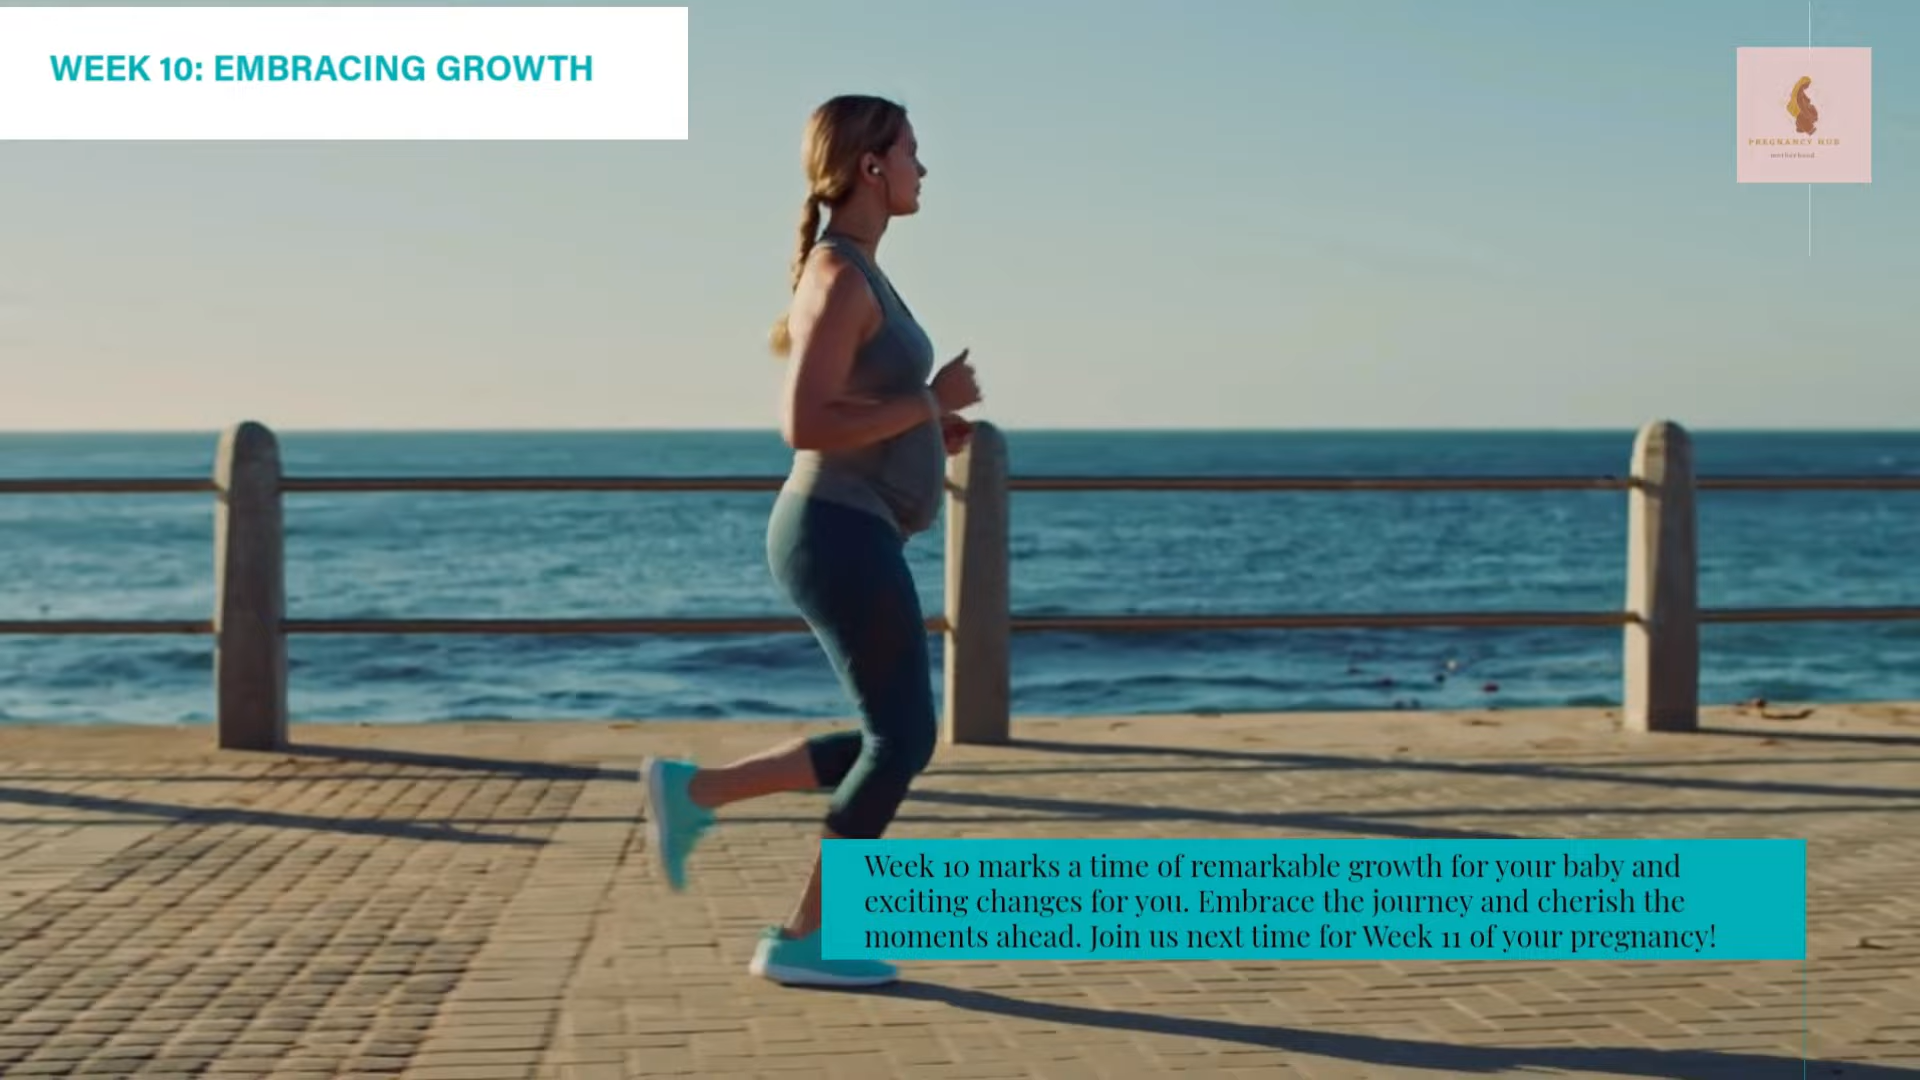 WEEK 10: EMBRACING GROWTH
PREGNANCY HUB
motherhood
Week 10 marks a time of remarkable growth for your baby and
exciting changes for you. Embrace the journey and cherish the
moments ahead. Join us next time for Week 11 of your pregnancy!